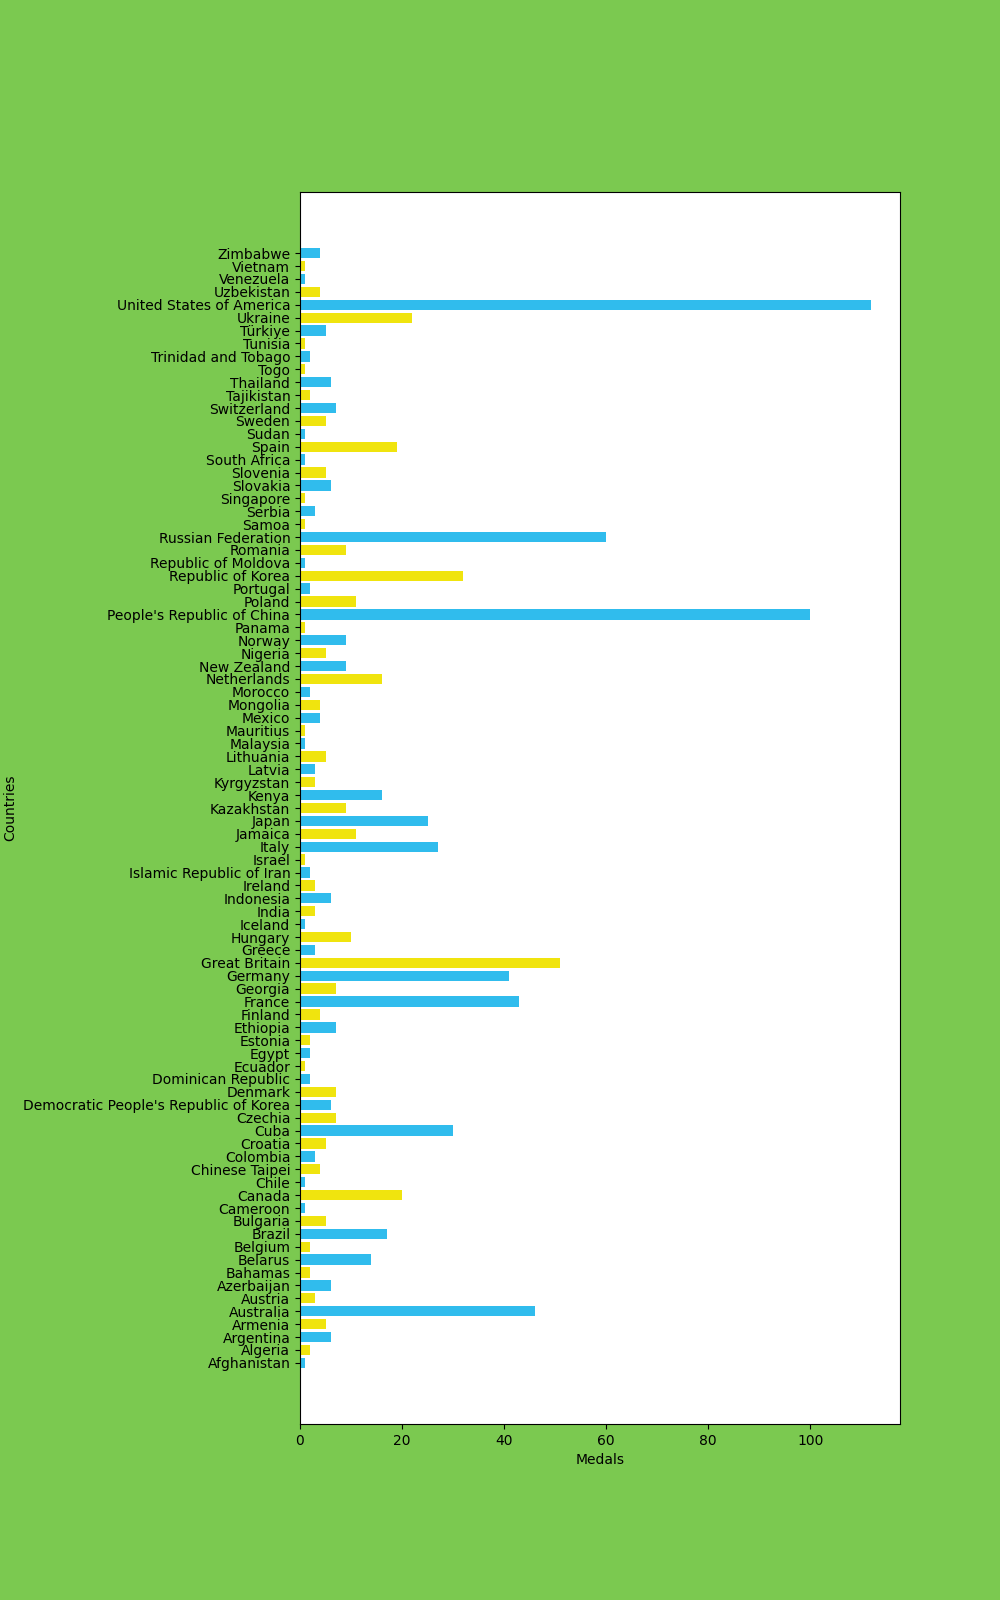 Zimbabwe
Vietnam
Venezuela
Uzbekistan
United States of America
Ukraine
Türkiye
Tunisia
Trinidad and Tobago
Togo
Thailand
Tajikistan
Switzerland
Sweden
Sudan
Spain
South Africa
Slovenia
Slovakia
Singapore
Serbia
Samoa
Russian Federation
Romania
Republic of Moldova
Republic of Korea
Portugal
Poland
People's Republic of China
Panama
Norway
Nigeria
New Zealand
Netherlands
Morocco
Mongolia
Mexico
Mauritius
Malaysia
Lithuania
Latvia
Kyrgyzstan
Kenya
Kazakhstan
Japan
Jamaica
Italy
Israel
Islamic Republic of Iran
Ireland
Indonesia
India
Iceland
Hungary
Greece
Great Britain
Germany
Georgia
France
Finland
Ethiopia
Estonia
Egypt
Ecuador
Dominican Republic
Denmark
Democratic People's Republic of Korea
Czechia
Cuba
Croatia
Colombia
Chinese Taipei
Chile
Canada
Cameroon
Bulgaria
Brazil
Belgium
Belarus
Bahamas
Azerbaijan
Austria
Australia
Armenia
Argentina
Algeria
Afghanistan
Countries
0 20 40 60 80 100
Medals